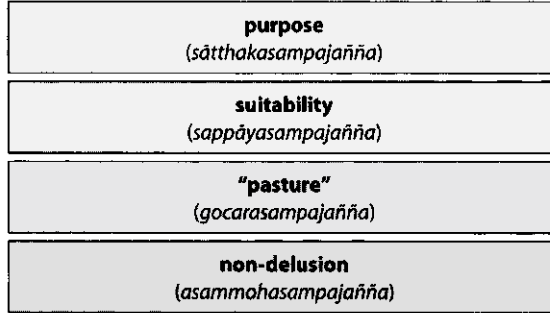 purpose
(sātthakasampajañña)
suitability
(sappāyasampajañña)
"pasture"
(gocarasampajañña)
non-delusion
(asammohasampajañña)